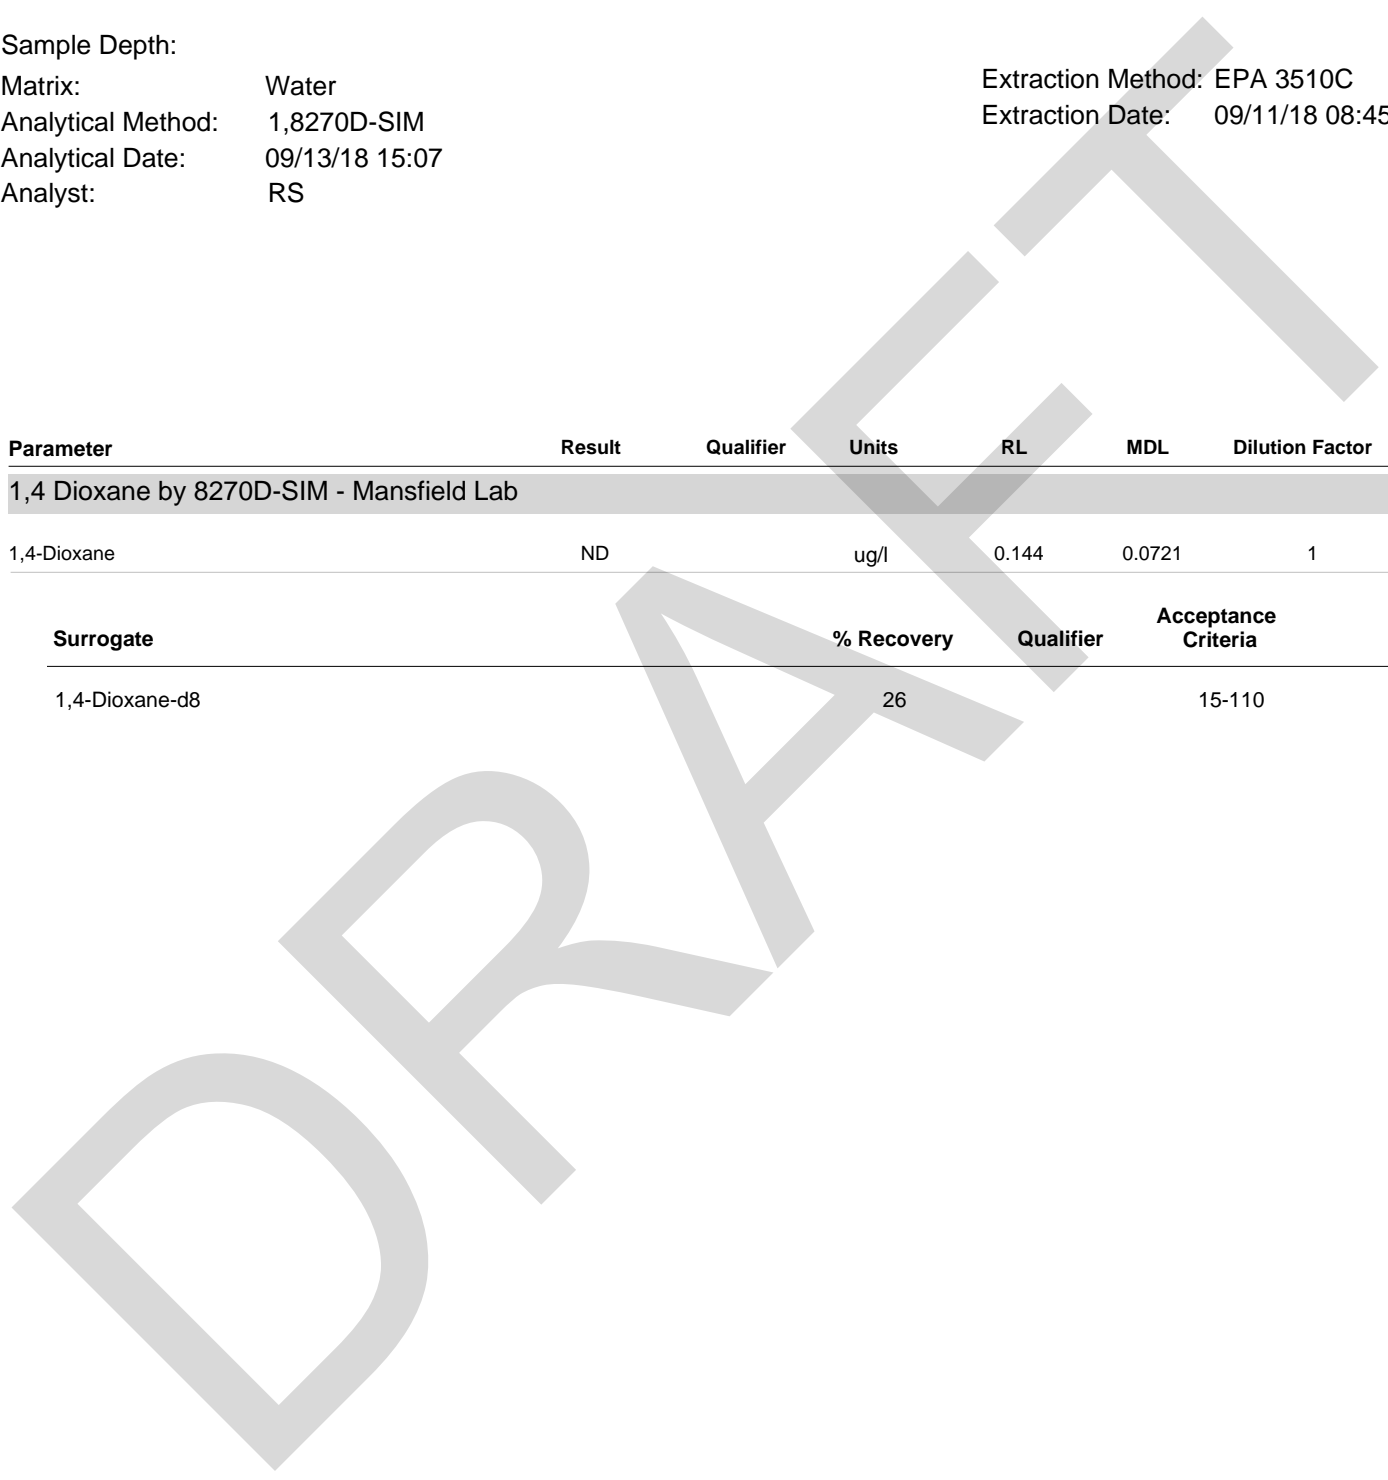 Sample Depth:
Matrix: Water
Extraction Method: EPA 3510C
Analytical Method: 1,8270D-SIM
Extraction Date: 09/11/18 08:45
Analytical Date: 09/13/18 15:07
Analyst: RS
Parameter Result Qualifier Units RL MDL Dilution Factor
1,4 Dioxane by 8270D-SIM - Mansfield Lab
1,4-Dioxane ND ug/l 0.144 0.0721 1
Surrogate % Recovery Qualifier Acceptance Criteria
1,4-Dioxane-d8 26 15-110
DRAFT